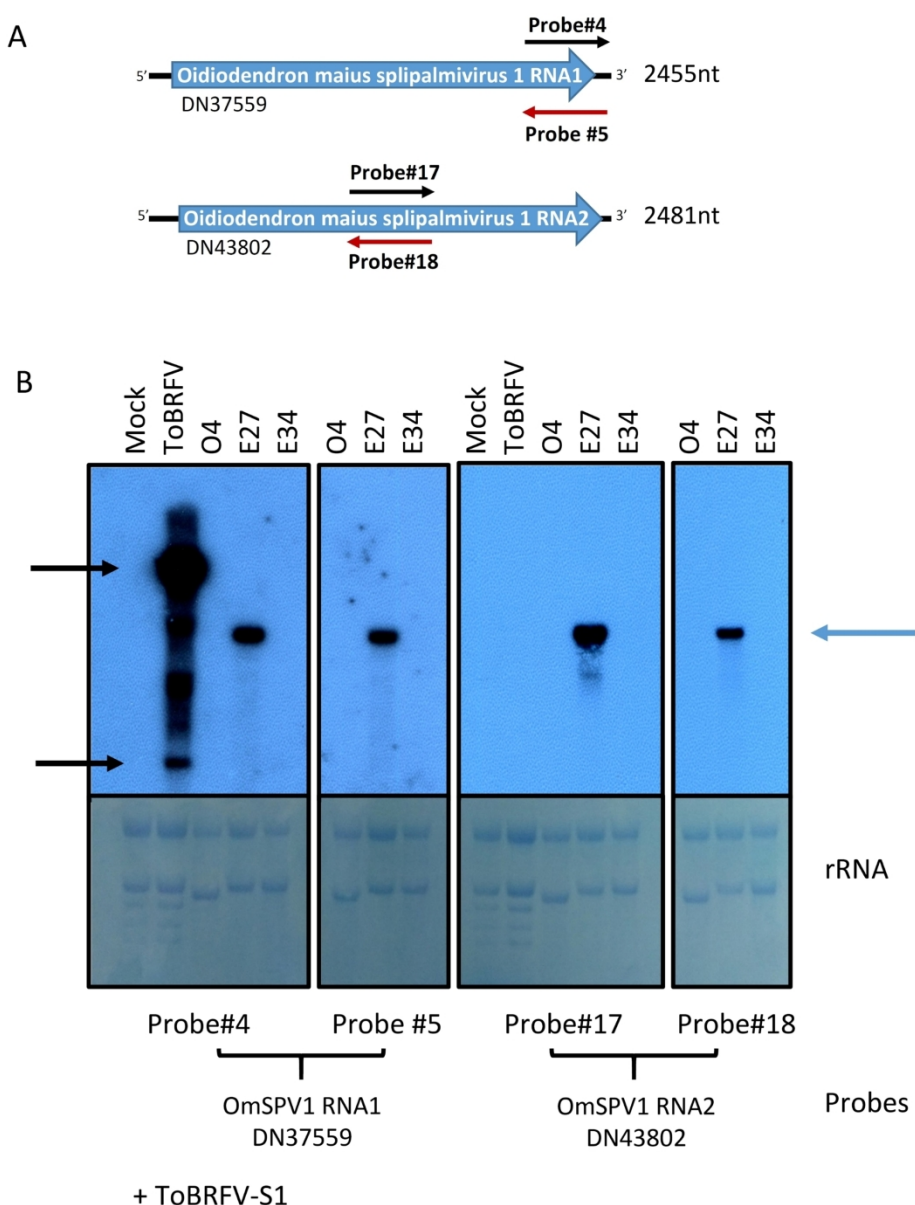 A
Probe#4
5’ Oidiodendron maius splipalmivirus 1 RNA1 3’ 2455nt
DN37559
Probe #5
Probe#17
5’ Oidiodendron maius splipalmivirus 1 RNA2 3’ 2481nt
DN43802
Probe#18
B
Mock ToBRFV O4 E27 E34 O4 E27 E34 Mock ToBRFV O4 E27 E34 O4 E27 E34
rRNA
Probe#4 Probe #5 Probe#17 Probe#18
OmSPV1 RNA1 OmSPV1 RNA2 Probes
DN37559 DN43802
+ ToBRFV-S1